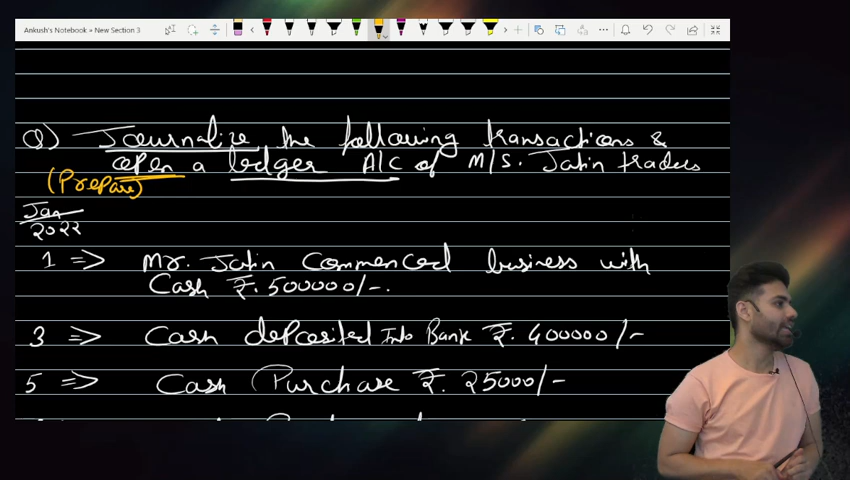 Ankush's Notebook » New Section 3
Q) Journalize the following transactions &
open a ledger A/C of M/S. Jatin traders
(Prepare)
Jan
2022
1 => Mr. Jatin Commenced business with
Cash ₹. 500000/-.
3 => Cash deposited Into Bank ₹. 400000/-
5 => Cash Purchase ₹. 25000/-